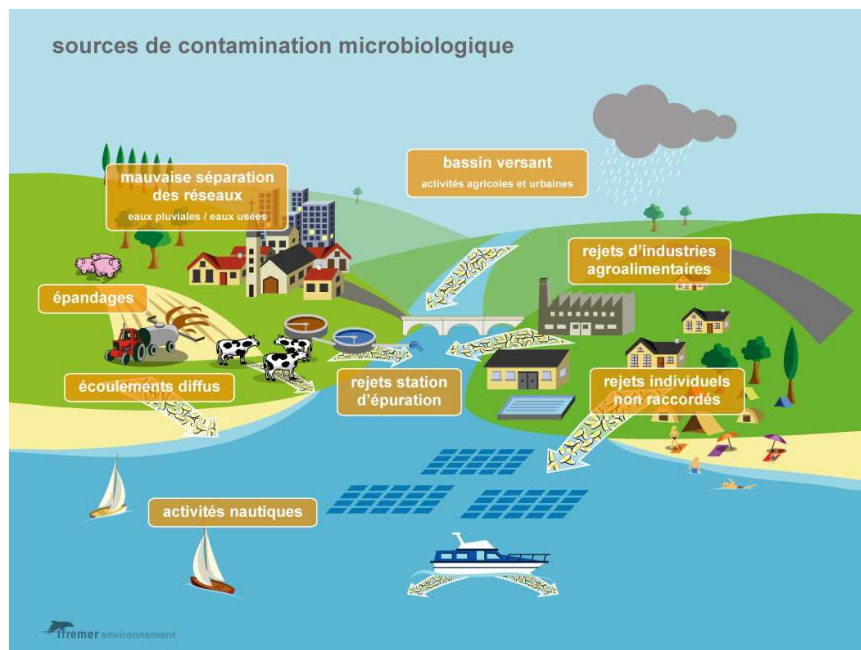 sources de contamination microbiologique
mauvaise séparation
des réseaux
eaux pluviales / eaux usées
bassin versant
activités agricoles et urbaines
rejets d'industries
agroalimentaires
épandages
écoulements diffus
rejets station
d'épuration
rejets individuels
non raccordés
activités nautiques
ifremer environnement